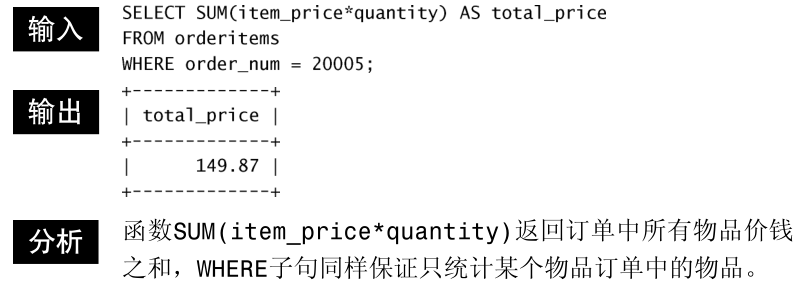 输入
SELECT SUM(item_price*quantity) AS total_price
FROM orderitems
WHERE order_num = 20005;
输出
+-------------+
| total_price |
+-------------+
|      149.87 |
+-------------+
分析
函数SUM(item_price*quantity)返回订单中所有物品价钱
之和，WHERE子句同样保证只统计某个物品订单中的物品。